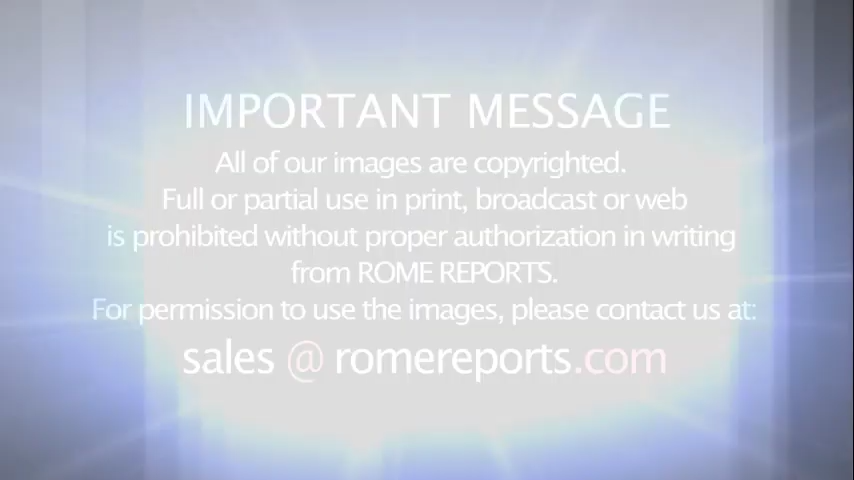 IMPORTANT MESSAGE
All of our images are copyrighted.
Full or partial use in print, broadcast or web
is prohibited without proper authorization in writing
from ROME REPORTS.
For permission to use the images, please contact us at:
sales @ romereports.com